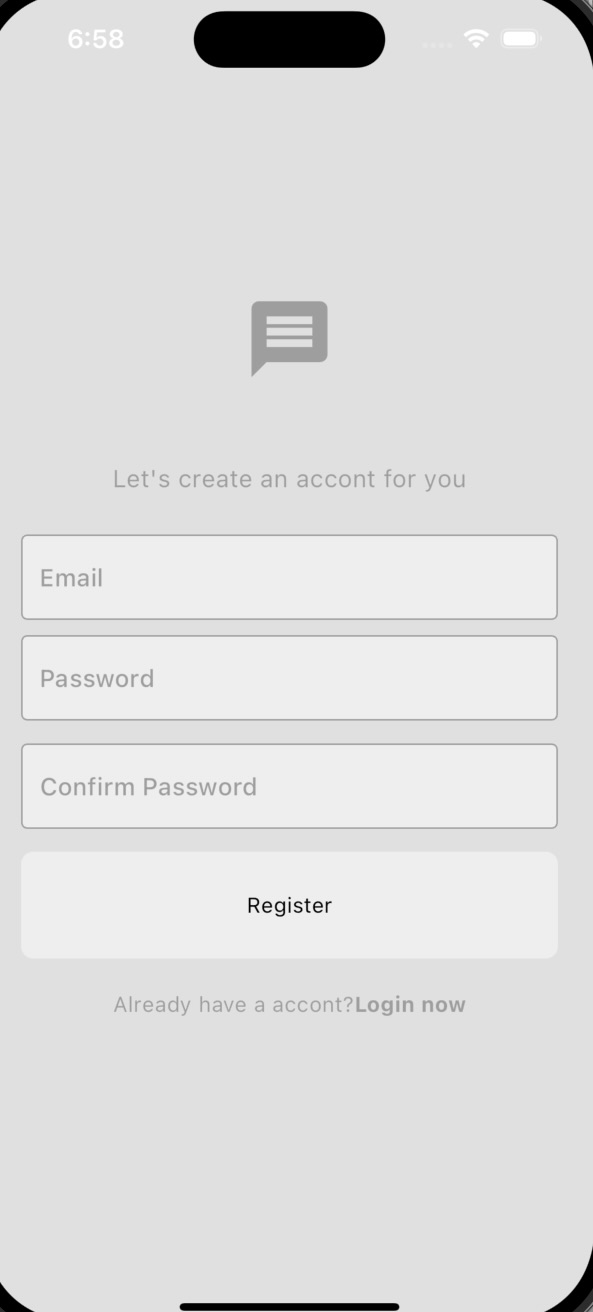 6:58
Let's create an accont for you
Email
Password
Confirm Password
Register
Already have a accont?Login now